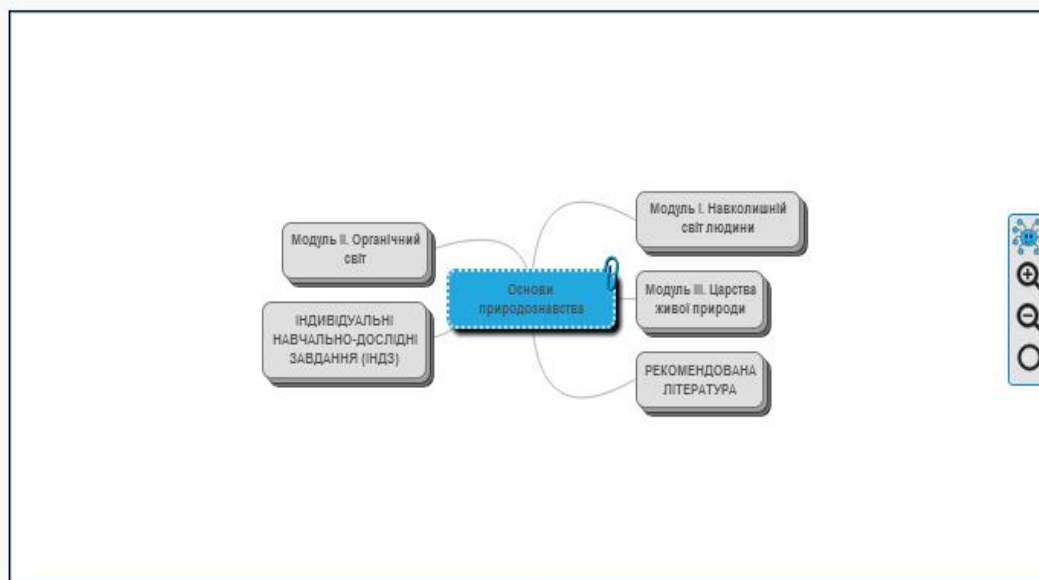 Основи
природознавства
Модуль I. Навколишній
світ людини
Модуль II. Органічний
світ
Модуль III. Царства
живої природи
ІНДИВІДУАЛЬНІ
НАВЧАЛЬНО-ДОСЛІДНІ
ЗАВДАННЯ (ІНДЗ)
РЕКОМЕНДОВАНА
ЛІТЕРАТУРА